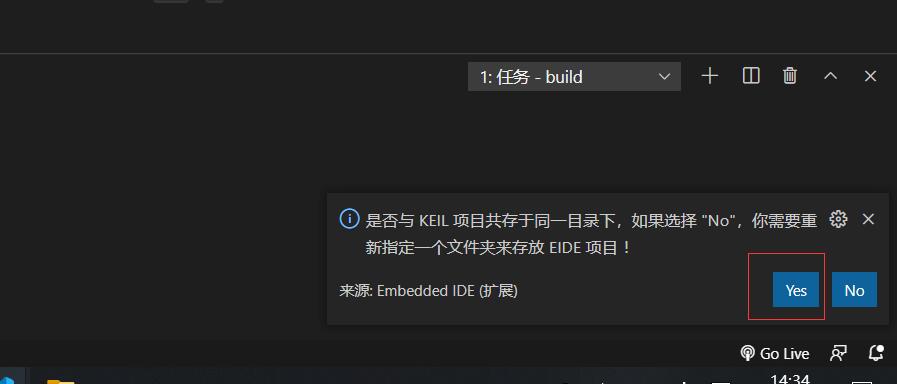 1: 任务 - build
是否与 KEIL 项目共存于同一目录下，如果选择 "No"，你需要重
新指定一个文件夹来存放 EIDE 项目！
来源: Embedded IDE (扩展)
Yes
No
Go Live
14:34